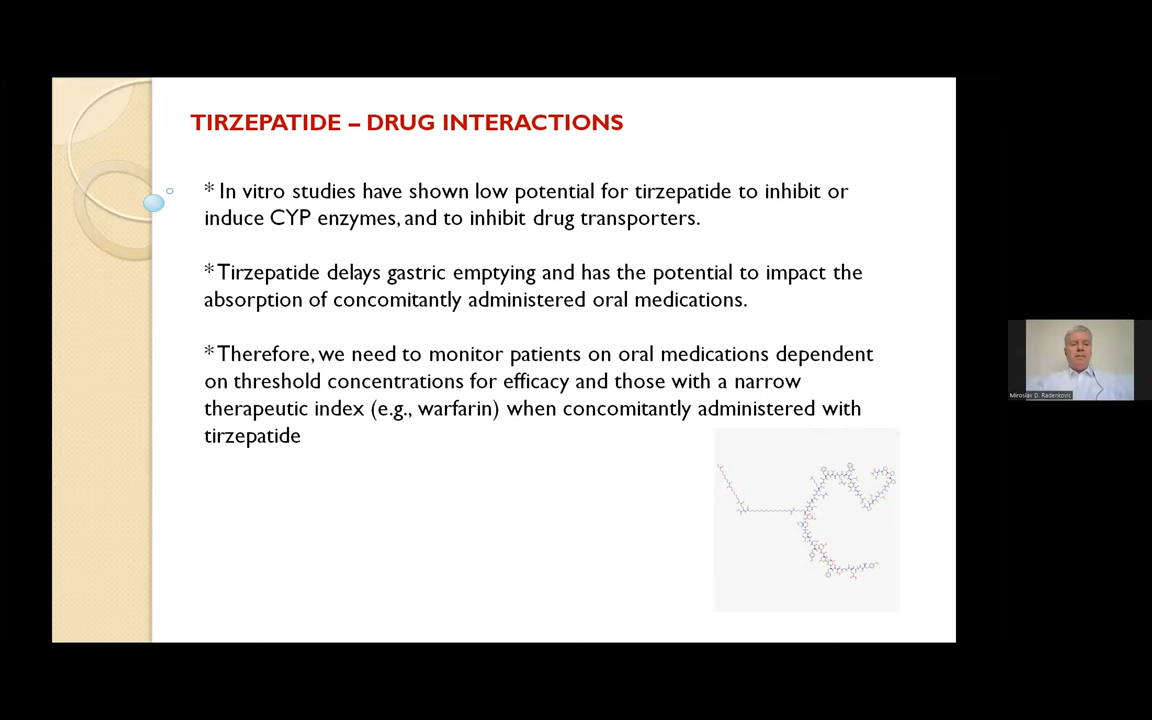 TIRZEPATIDE – DRUG INTERACTIONS
* In vitro studies have shown low potential for tirzepatide to inhibit or
induce CYP enzymes, and to inhibit drug transporters.
* Tirzepatide delays gastric emptying and has the potential to impact the
absorption of concomitantly administered oral medications.
* Therefore, we need to monitor patients on oral medications dependent
on threshold concentrations for efficacy and those with a narrow
therapeutic index (e.g., warfarin) when concomitantly administered with
tirzepatide
Miroslav D. Radenkovic